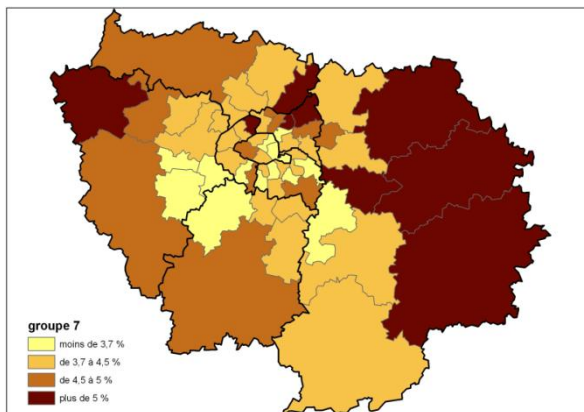 groupe 7
moins de 3,7 %
de 3,7 à 4,5 %
de 4,5 à 5 %
plus de 5 %